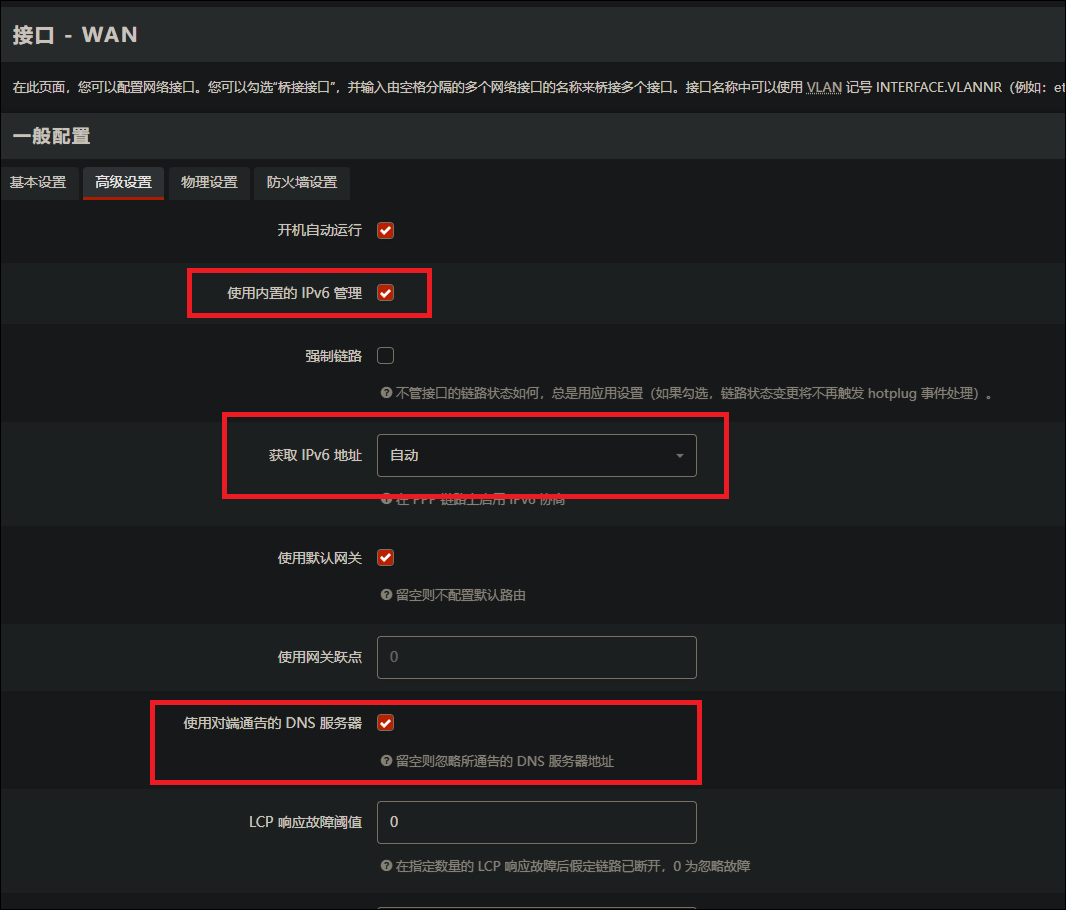 接口 - WAN
在此页面，您可以配置网络接口。您可以勾选“桥接接口”，并输入由空格分隔的多个网络接口的名称来桥接多个接口。接口名称中可以使用 VLAN 记号 INTERFACE.VLANNR（例如：et
一般配置
基本设置 高级设置 物理设置 防火墙设置
开机自动运行
使用内置的 IPv6 管理
强制链路
不管接口的链路状态如何，总是用应用设置（如果勾选，链路状态变更将不再触发 hotplug 事件处理）。
获取 IPv6 地址 自动
在 PPP 链路上启用 IPv6 协商
使用默认网关
留空则不配置默认路由
使用网关跃点 0
使用对端通告的 DNS 服务器
留空则忽略所通告的 DNS 服务器地址
LCP 响应故障阈值 0
在指定数量的 LCP 响应故障后假定链路已断开，0 为忽略故障